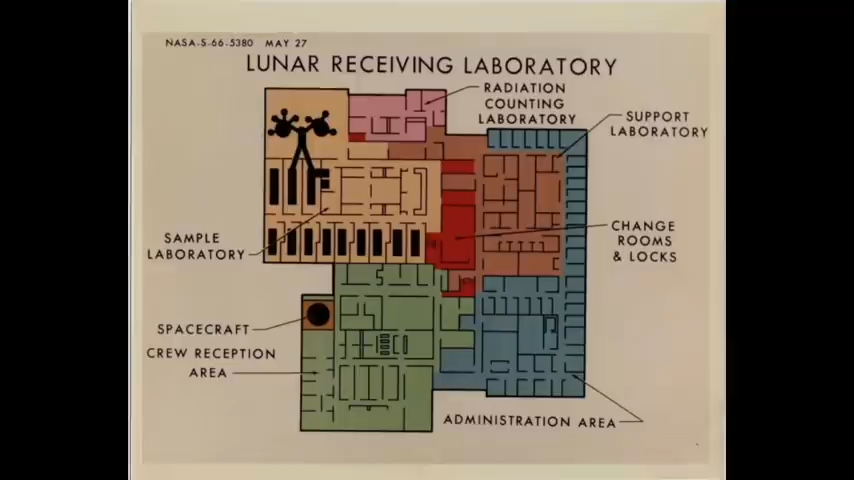 NASA-S-66-5380 MAY 27
LUNAR RECEIVING LABORATORY
RADIATION
COUNTING
LABORATORY
SUPPORT
LABORATORY
SAMPLE
LABORATORY
CHANGE
ROOMS
& LOCKS
SPACECRAFT
CREW RECEPTION
AREA
ADMINISTRATION AREA